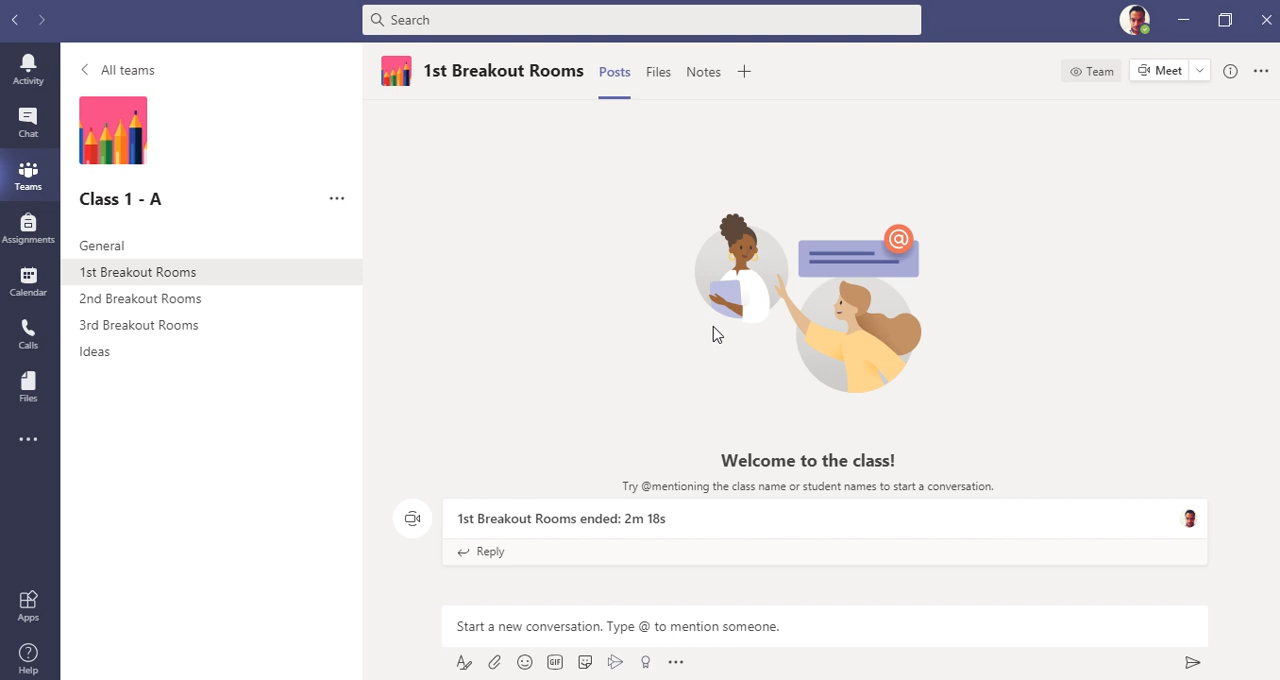 Search
Activity
Chat
Teams
Assignments
Calendar
Calls
Files
Apps
Help
All teams
Class 1 - A
General
1st Breakout Rooms
2nd Breakout Rooms
3rd Breakout Rooms
Ideas
1st Breakout Rooms Posts Files Notes
Team Meet
@
Welcome to the class!
Try @mentioning the class name or student names to start a conversation.
1st Breakout Rooms ended: 2m 18s
Reply
Start a new conversation. Type @ to mention someone.
GIF